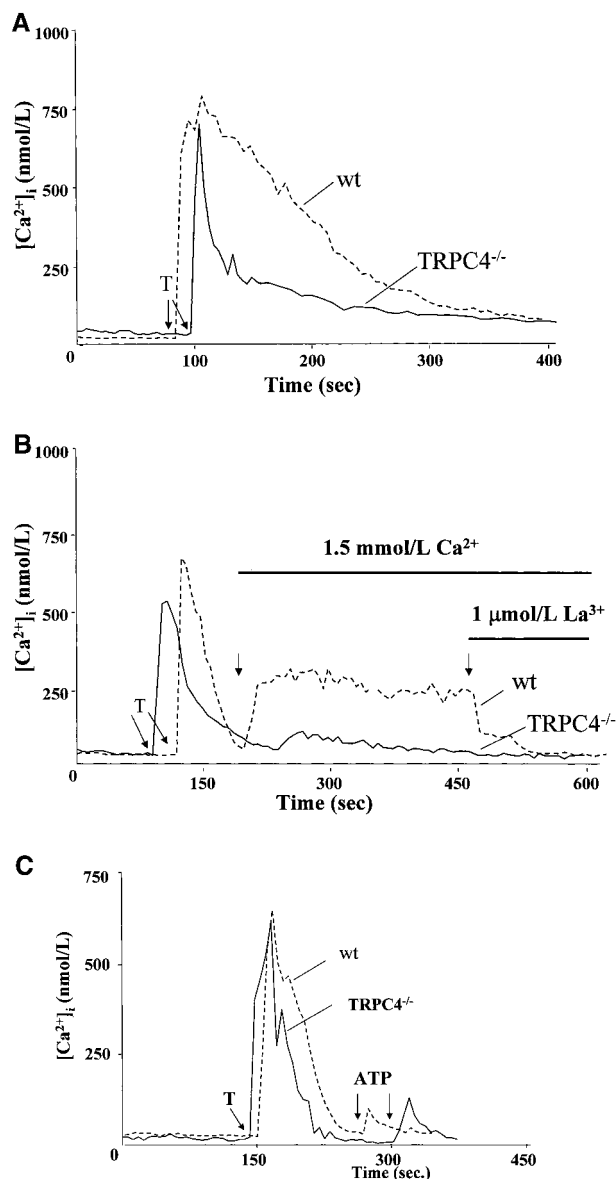 A
1000
750
500
250
0
[Ca²⁺]ᵢ (nmol/L)
wt
TRPC4⁻/⁻
T
0 100 200 300 400
Time (sec)
B
1000
750
500
250
0
[Ca²⁺]ᵢ (nmol/L)
1.5 mmol/L Ca²⁺
1 μmol/L La³⁺
T
wt
TRPC4⁻/⁻
0 150 300 450 600
Time (sec)
C
750
500
250
0
[Ca²⁺]ᵢ (nmol/L)
wt
TRPC4⁻/⁻
T
ATP
150 300 450
Time (sec.)